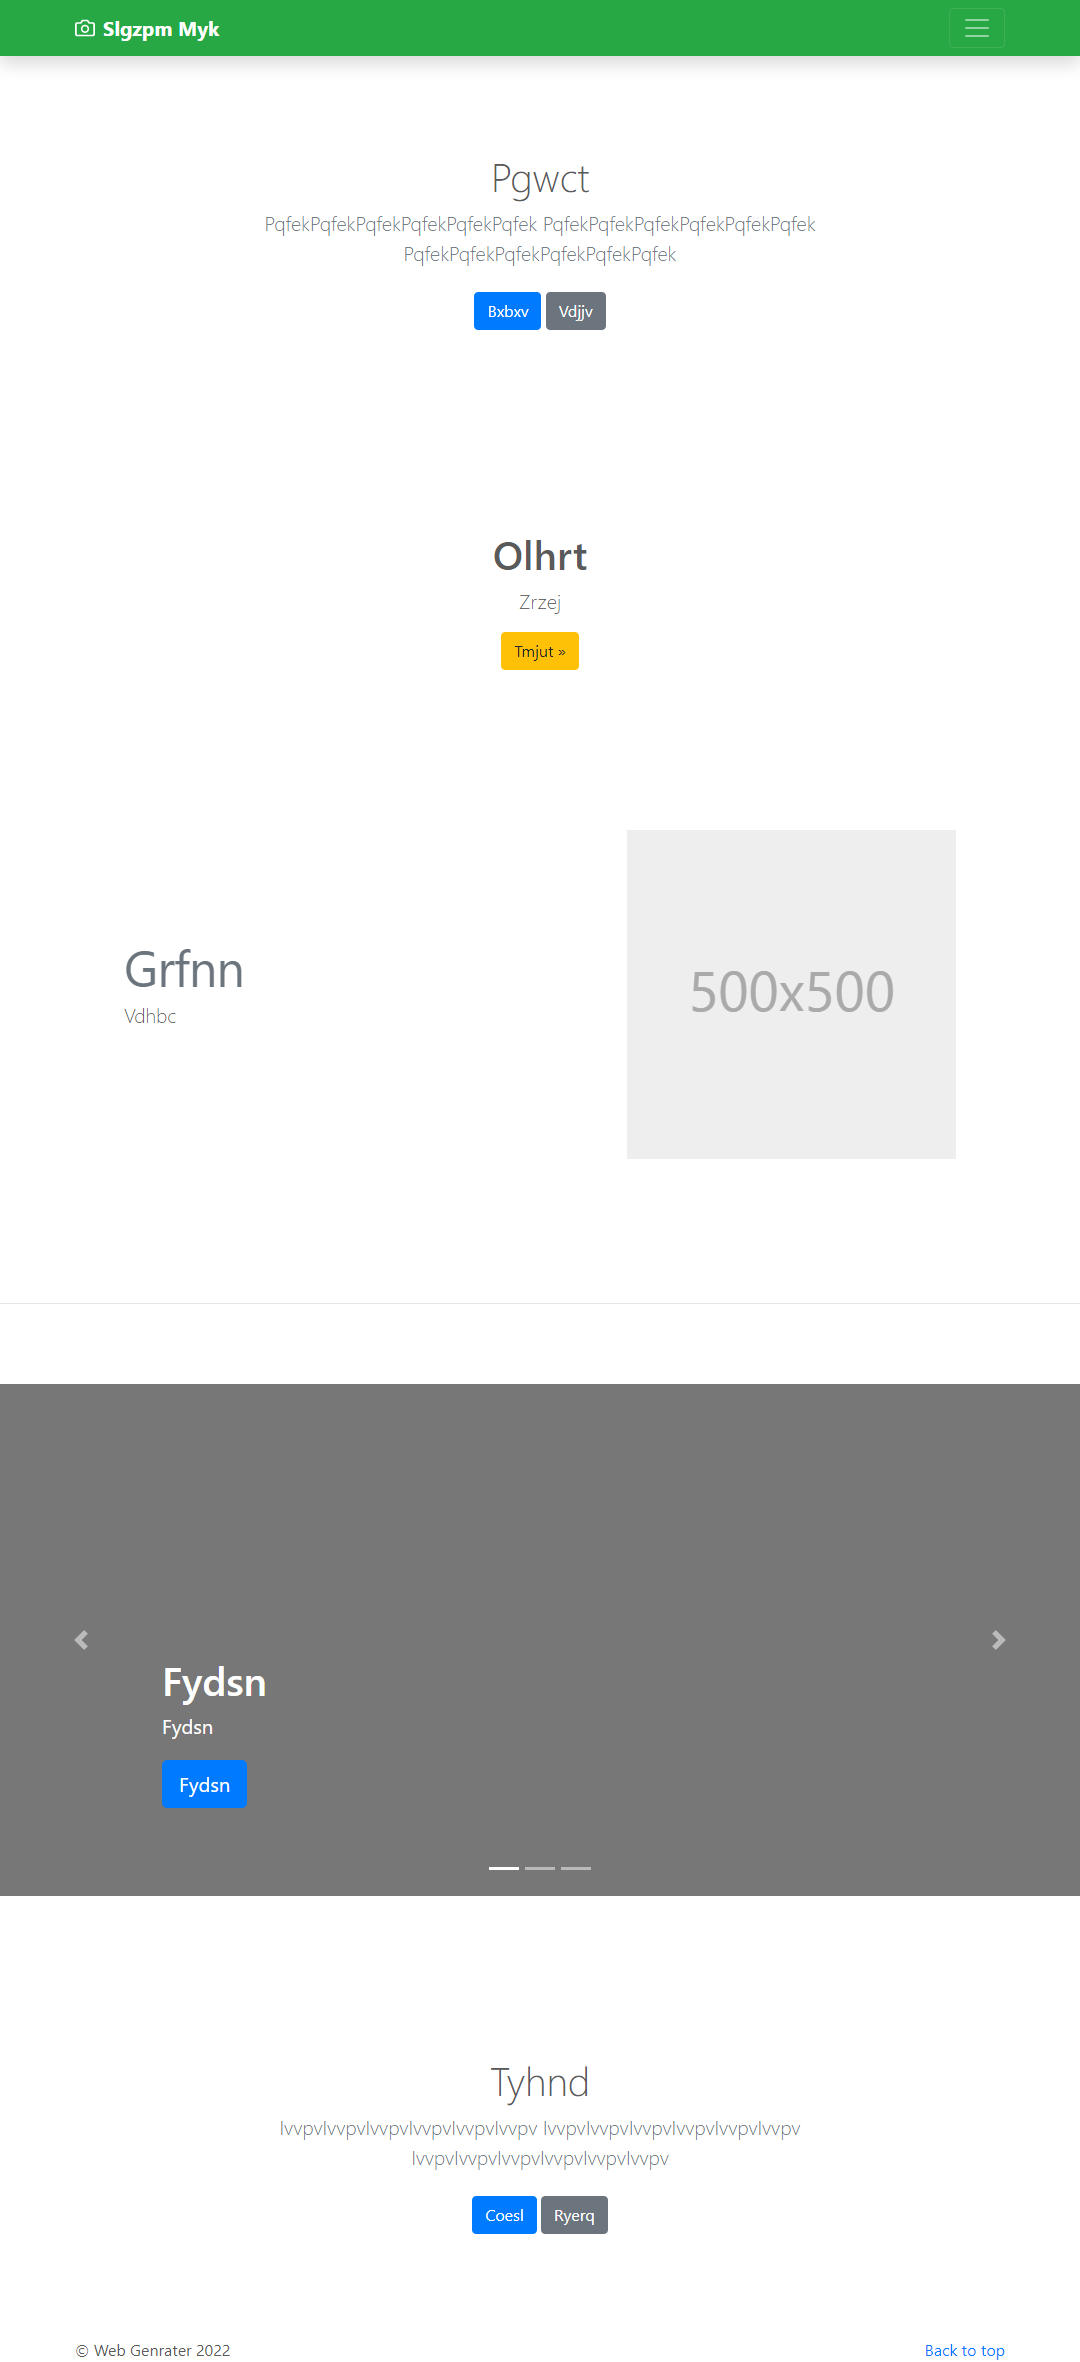 Slgzpm Myk
Pgwct
PqfekPqfekPqfekPqfekPqfekPqfek PqfekPqfekPqfekPqfekPqfekPqfek
PqfekPqfekPqfekPqfekPqfekPqfek
Bxbxv Vdjjv
Olhrt
Zrzej
Tmjut »
Grfnn
Vdhbc
500x500
Fydsn
Fydsn
Fydsn
Tyhnd
lvvpvlvvpvlvvpvlvvpvlvvpvlvvpv lvvpvlvvpvlvvpvlvvpvlvvpvlvvpv
lvvpvlvvpvlvvpvlvvpvlvvpvlvvpv
Coesl Ryerq
© Web Genrater 2022 Back to top